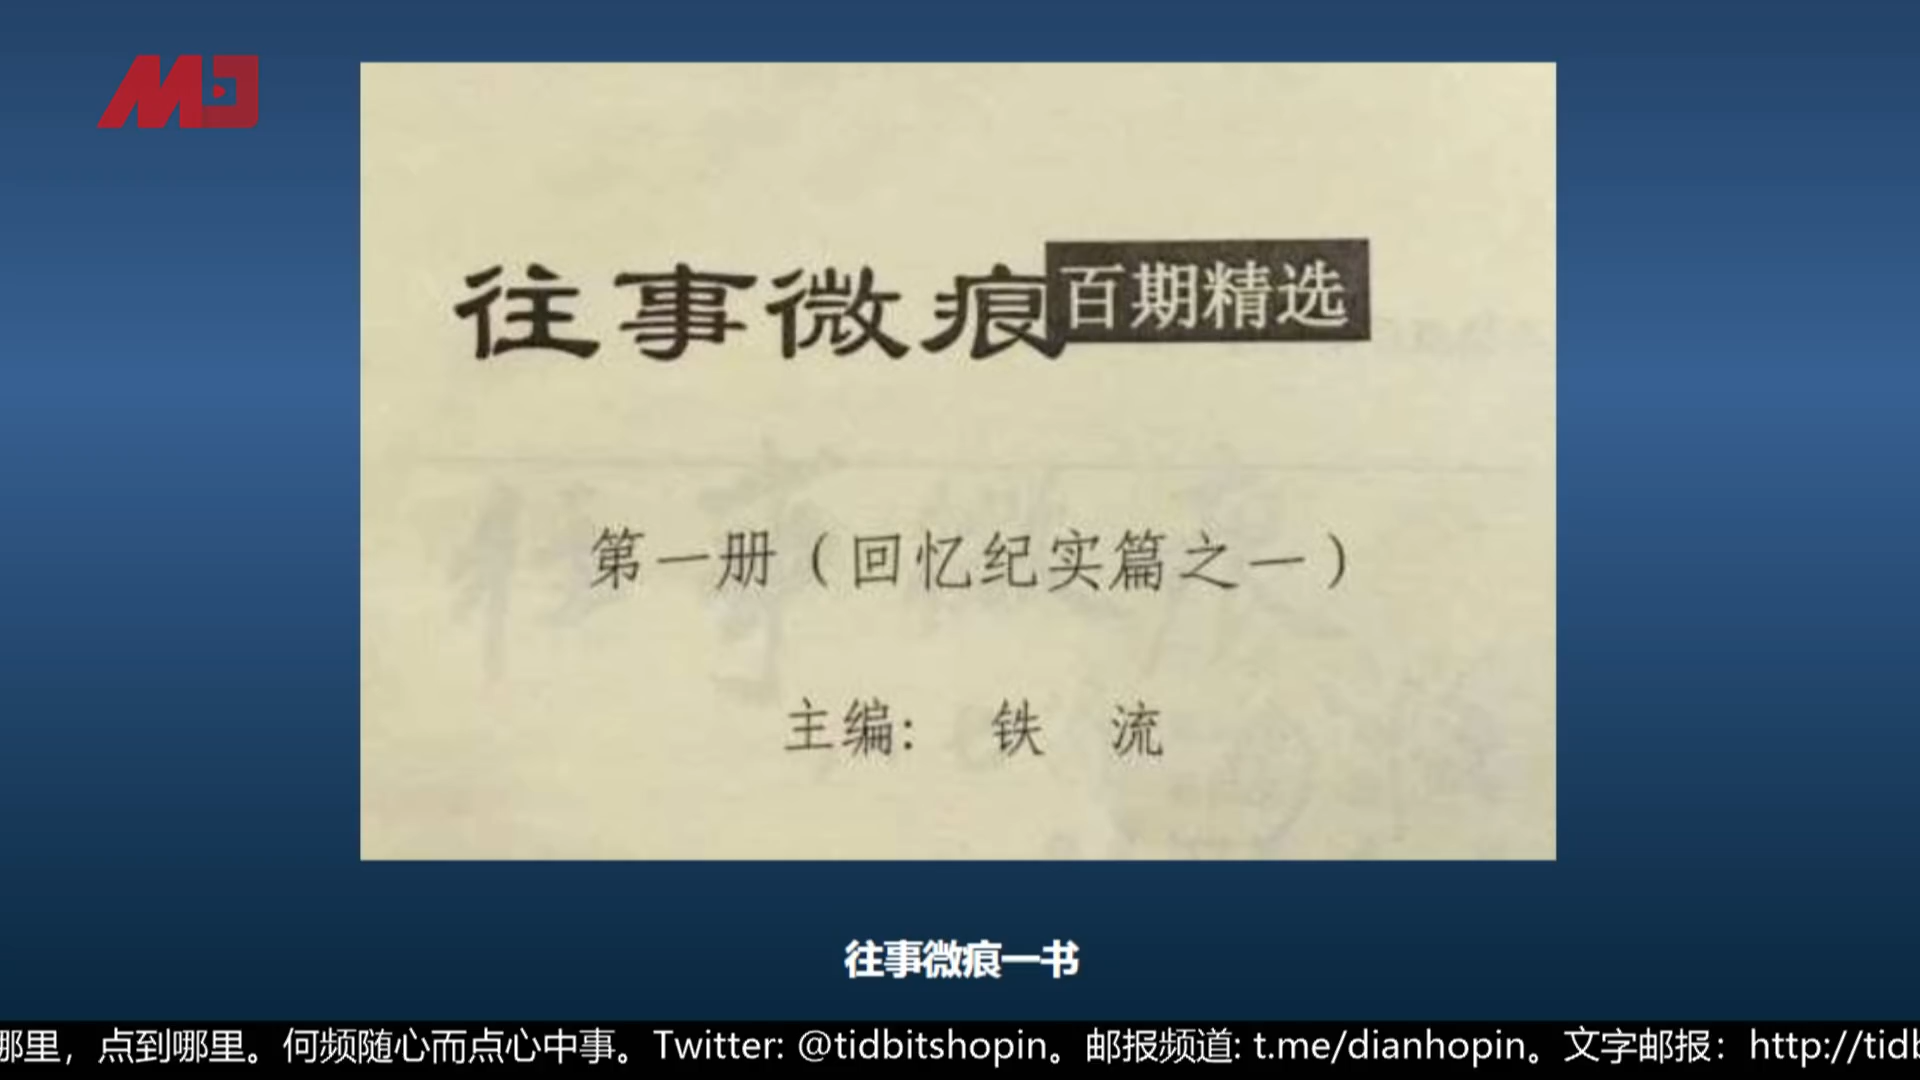 往事微痕百期精选
第一册（回忆纪实篇之一）
主编： 铁 流
往事微痕一书
哪里，点到哪里。何频随心而点心中事。Twitter: @tidbitshopin。邮报频道: t.me/dianhopin。文字邮报：http://tidb